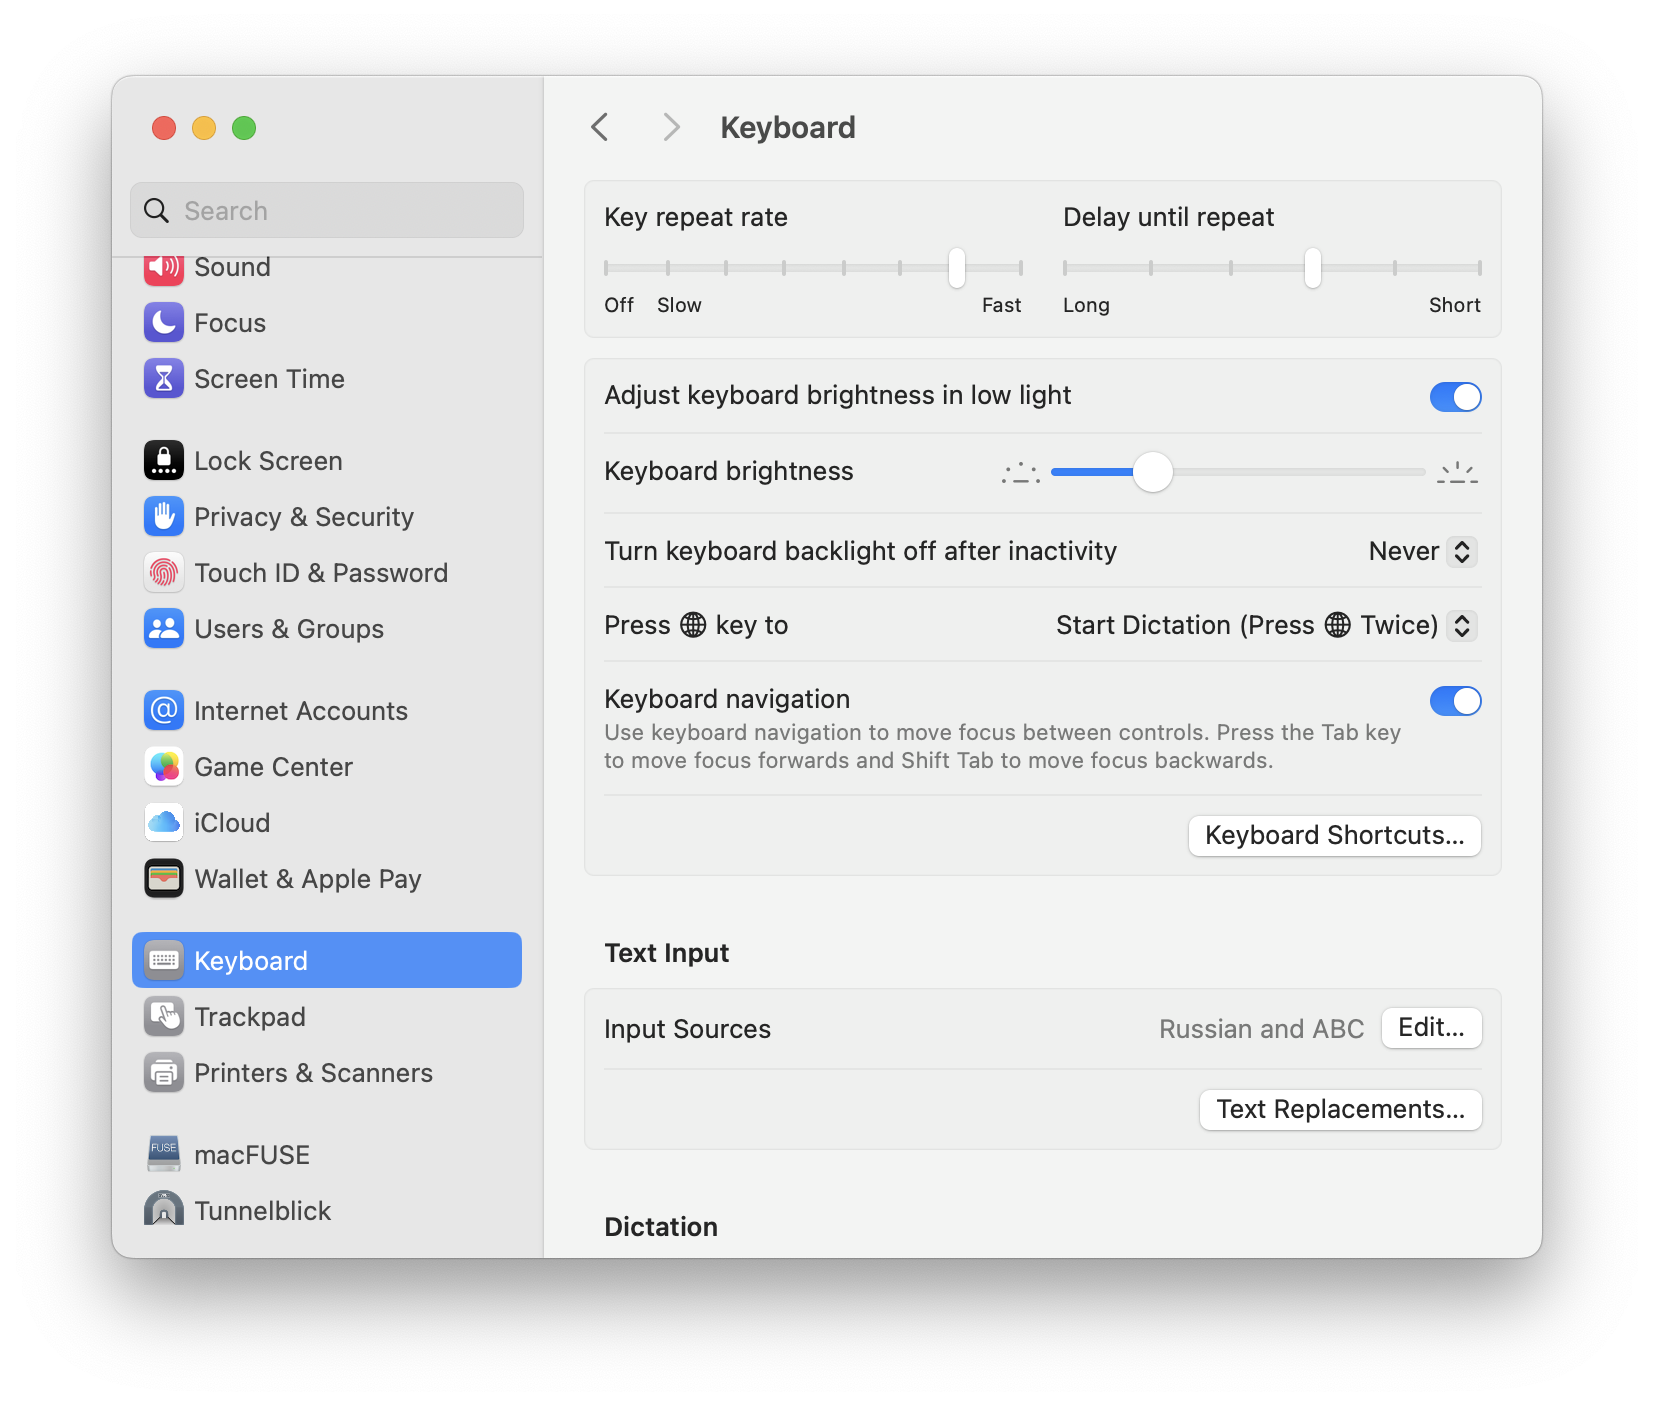 Search
Sound
Focus
Screen Time
Lock Screen
Privacy & Security
Touch ID & Password
Users & Groups
Internet Accounts
Game Center
iCloud
Wallet & Apple Pay
Keyboard
Trackpad
Printers & Scanners
FUSE
macFUSE
Tunnelblick
Keyboard
Key repeat rate
Off Slow Fast
Delay until repeat
Long Short
Adjust keyboard brightness in low light
Keyboard brightness
Turn keyboard backlight off after inactivity Never
Press key to Start Dictation (Press Twice)
Keyboard navigation
Use keyboard navigation to move focus between controls. Press the Tab key
to move focus forwards and Shift Tab to move focus backwards.
Keyboard Shortcuts...
Text Input
Input Sources Russian and ABC Edit...
Text Replacements...
Dictation